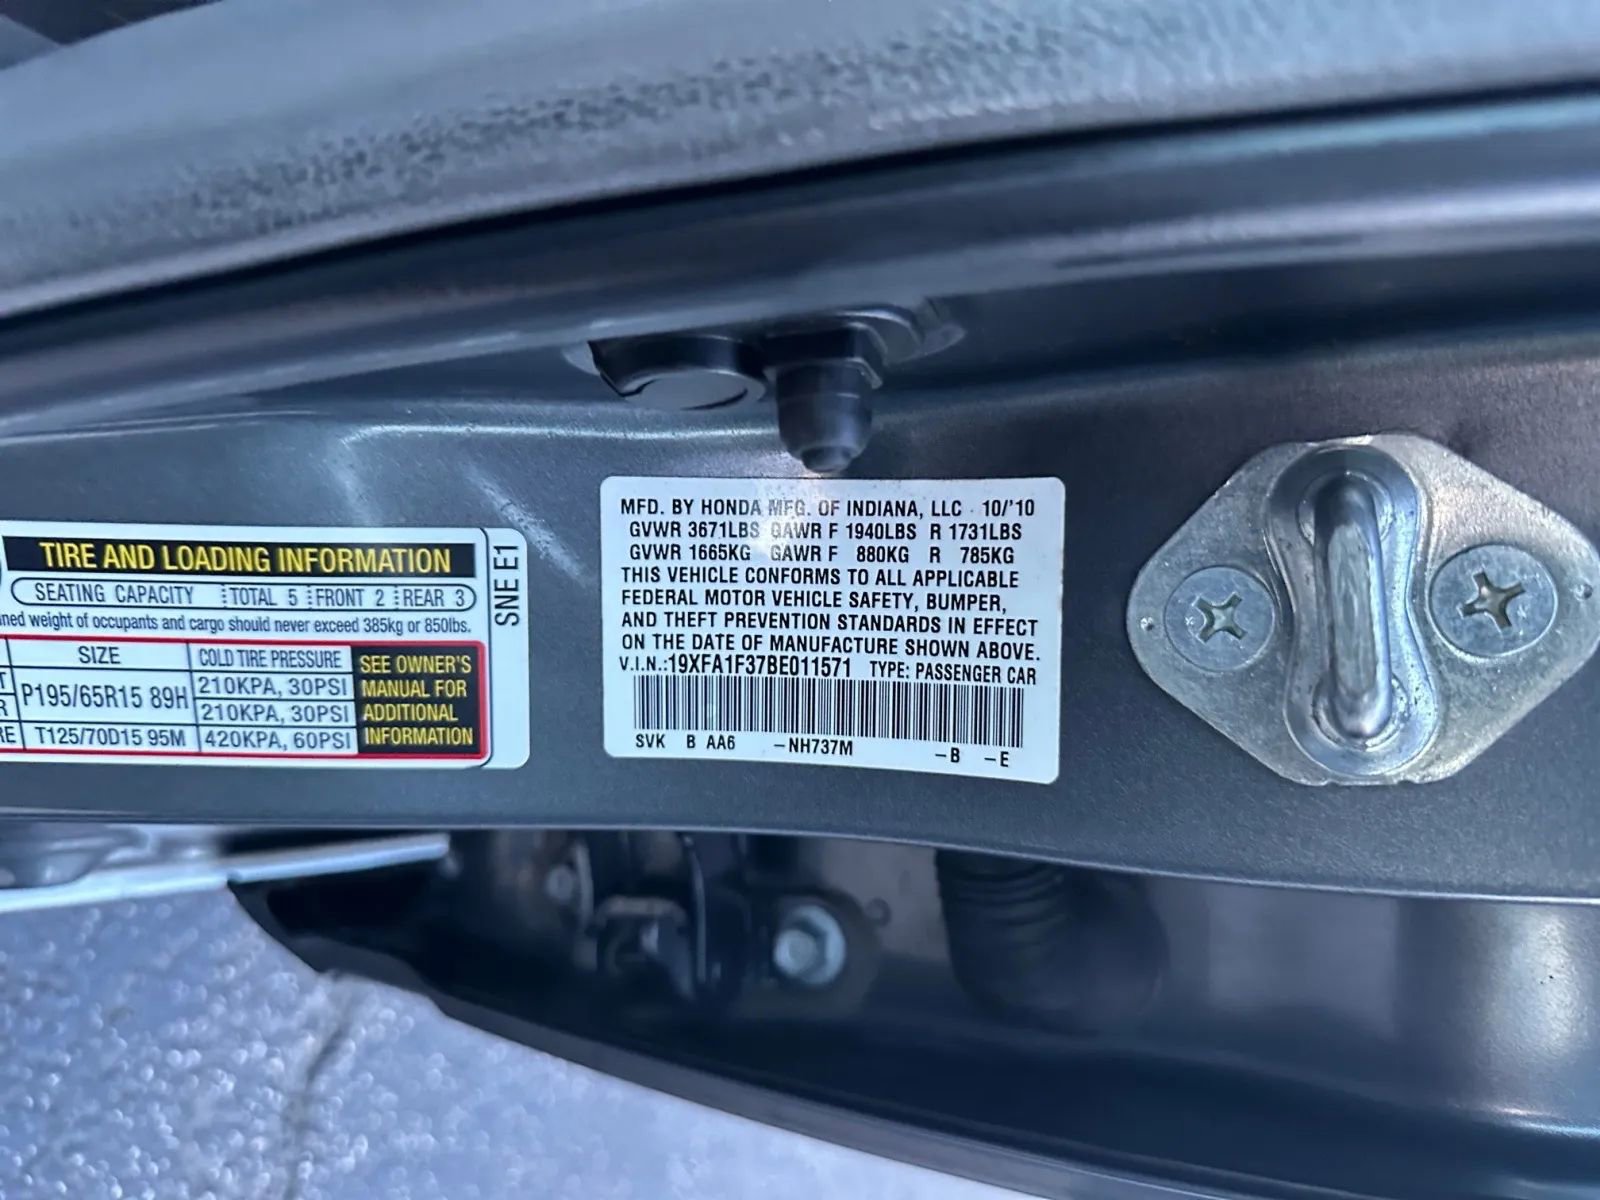 TIRE AND LOADING INFORMATION
SEATING CAPACITY TOTAL 5 FRONT 2 REAR 3
weight of occupants and cargo should never exceed 385kg or 850lbs.
SIZE COLD TIRE PRESSURE
P195/65R15 89H 210KPA, 30PSI
210KPA, 30PSI
T125/70D15 95M 420KPA, 60PSI
SEE OWNER'S
MANUAL FOR
ADDITIONAL
INFORMATION
SNE E1
MFD. BY HONDA MFG. OF INDIANA, LLC 10/'10
GVWR 3671LBS GAWR F 1940LBS R 1731LBS
GVWR 1665KG GAWR F 880KG R 785KG
THIS VEHICLE CONFORMS TO ALL APPLICABLE
FEDERAL MOTOR VEHICLE SAFETY, BUMPER,
AND THEFT PREVENTION STANDARDS IN EFFECT
ON THE DATE OF MANUFACTURE SHOWN ABOVE.
V.I.N.:19XFA1F37BE011571 TYPE: PASSENGER CAR
SVK B AA6 –NH737M –B –E